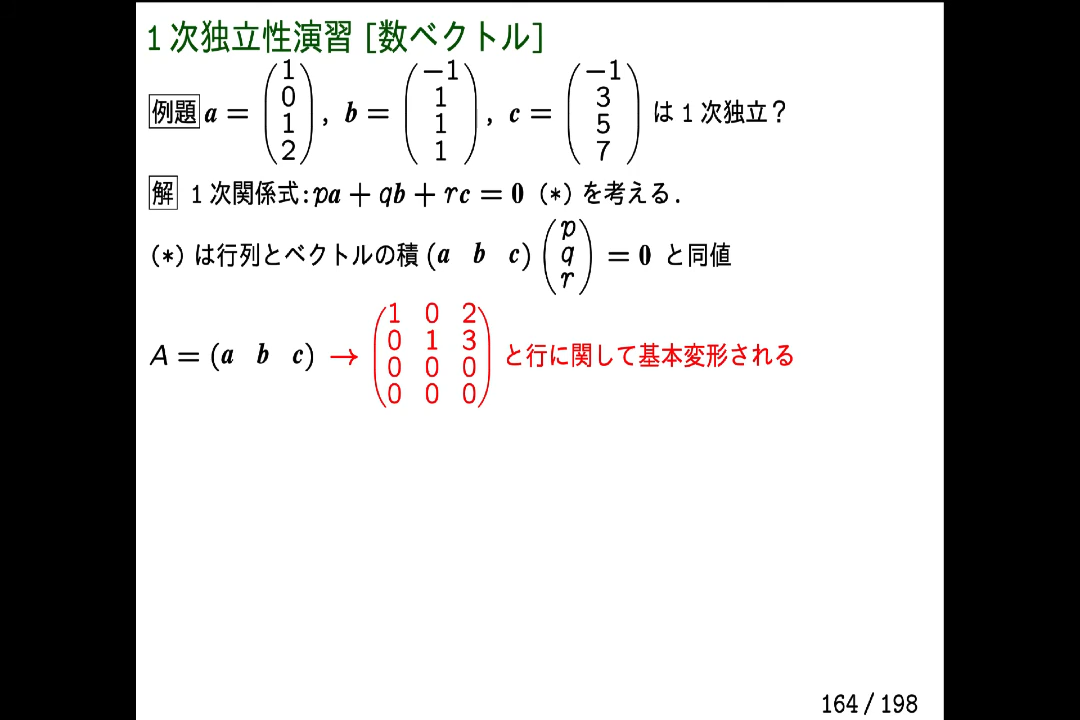 1次独立性演習 [数ベクトル]
例題 a = (1 0 1 2), b = (−1 1 1 1), c = (−1 3 5 7) は 1 次独立?
解 1 次関係式:pa + qb + rc = 0 (*) を考える.
(*) は行列とベクトルの積 (a b c) (p q r) = 0 と同値
A = (a b c) → (1 0 2 0 1 3 0 0 0 0 0 0) と行に関して基本変形される
164 / 198